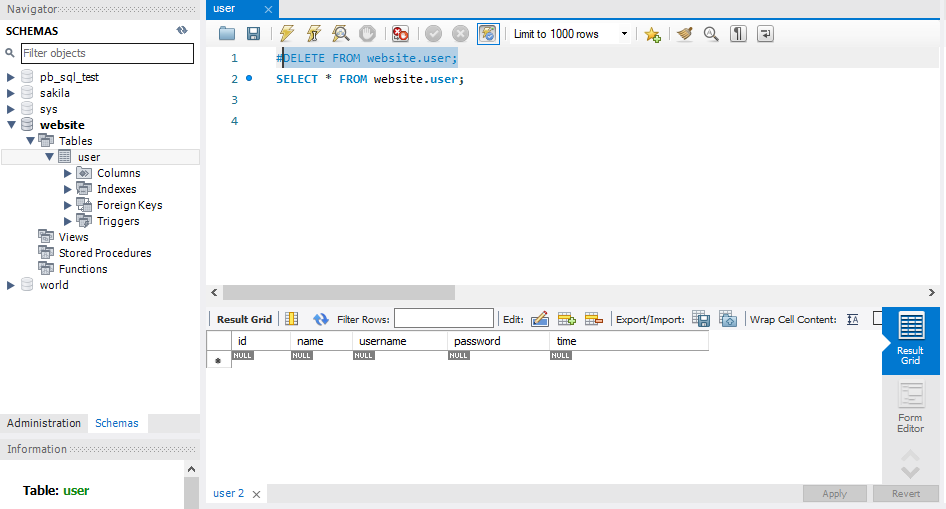 Navigator
SCHEMAS
Filter objects
pb_sql_test
sakila
sys
website
Tables
user
Columns
Indexes
Foreign Keys
Triggers
Views
Stored Procedures
Functions
world
Administration Schemas
Information
Table: user
user
Limit to 1000 rows
1 #DELETE FROM website.user;
2 SELECT * FROM website.user;
3
4
Result Grid Filter Rows: Edit: Export/Import: Wrap Cell Content:
id name username password time
NULL NULL NULL NULL NULL
Result
Grid
Form
Editor
user 2 Apply Revert